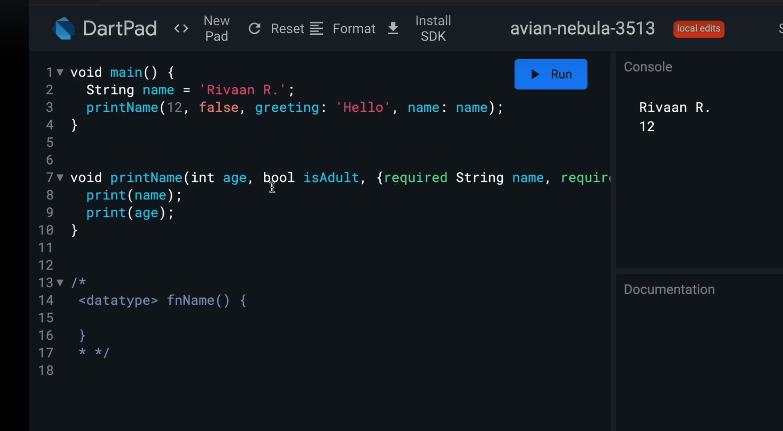 DartPad <> New Pad Reset Format Install SDK avian-nebula-3513 local edits
Run
Console
Rivaan R.
12
Documentation
1 void main() {
2 String name = 'Rivaan R.';
3 printName(12, false, greeting: 'Hello', name: name);
4 }
5
6
7 void printName(int age, bool isAdult, {required String name, require
8 print(name);
9 print(age);
10 }
11
12
13 /*
14 <datatype> fnName() {
15
16 }
17 * */
18